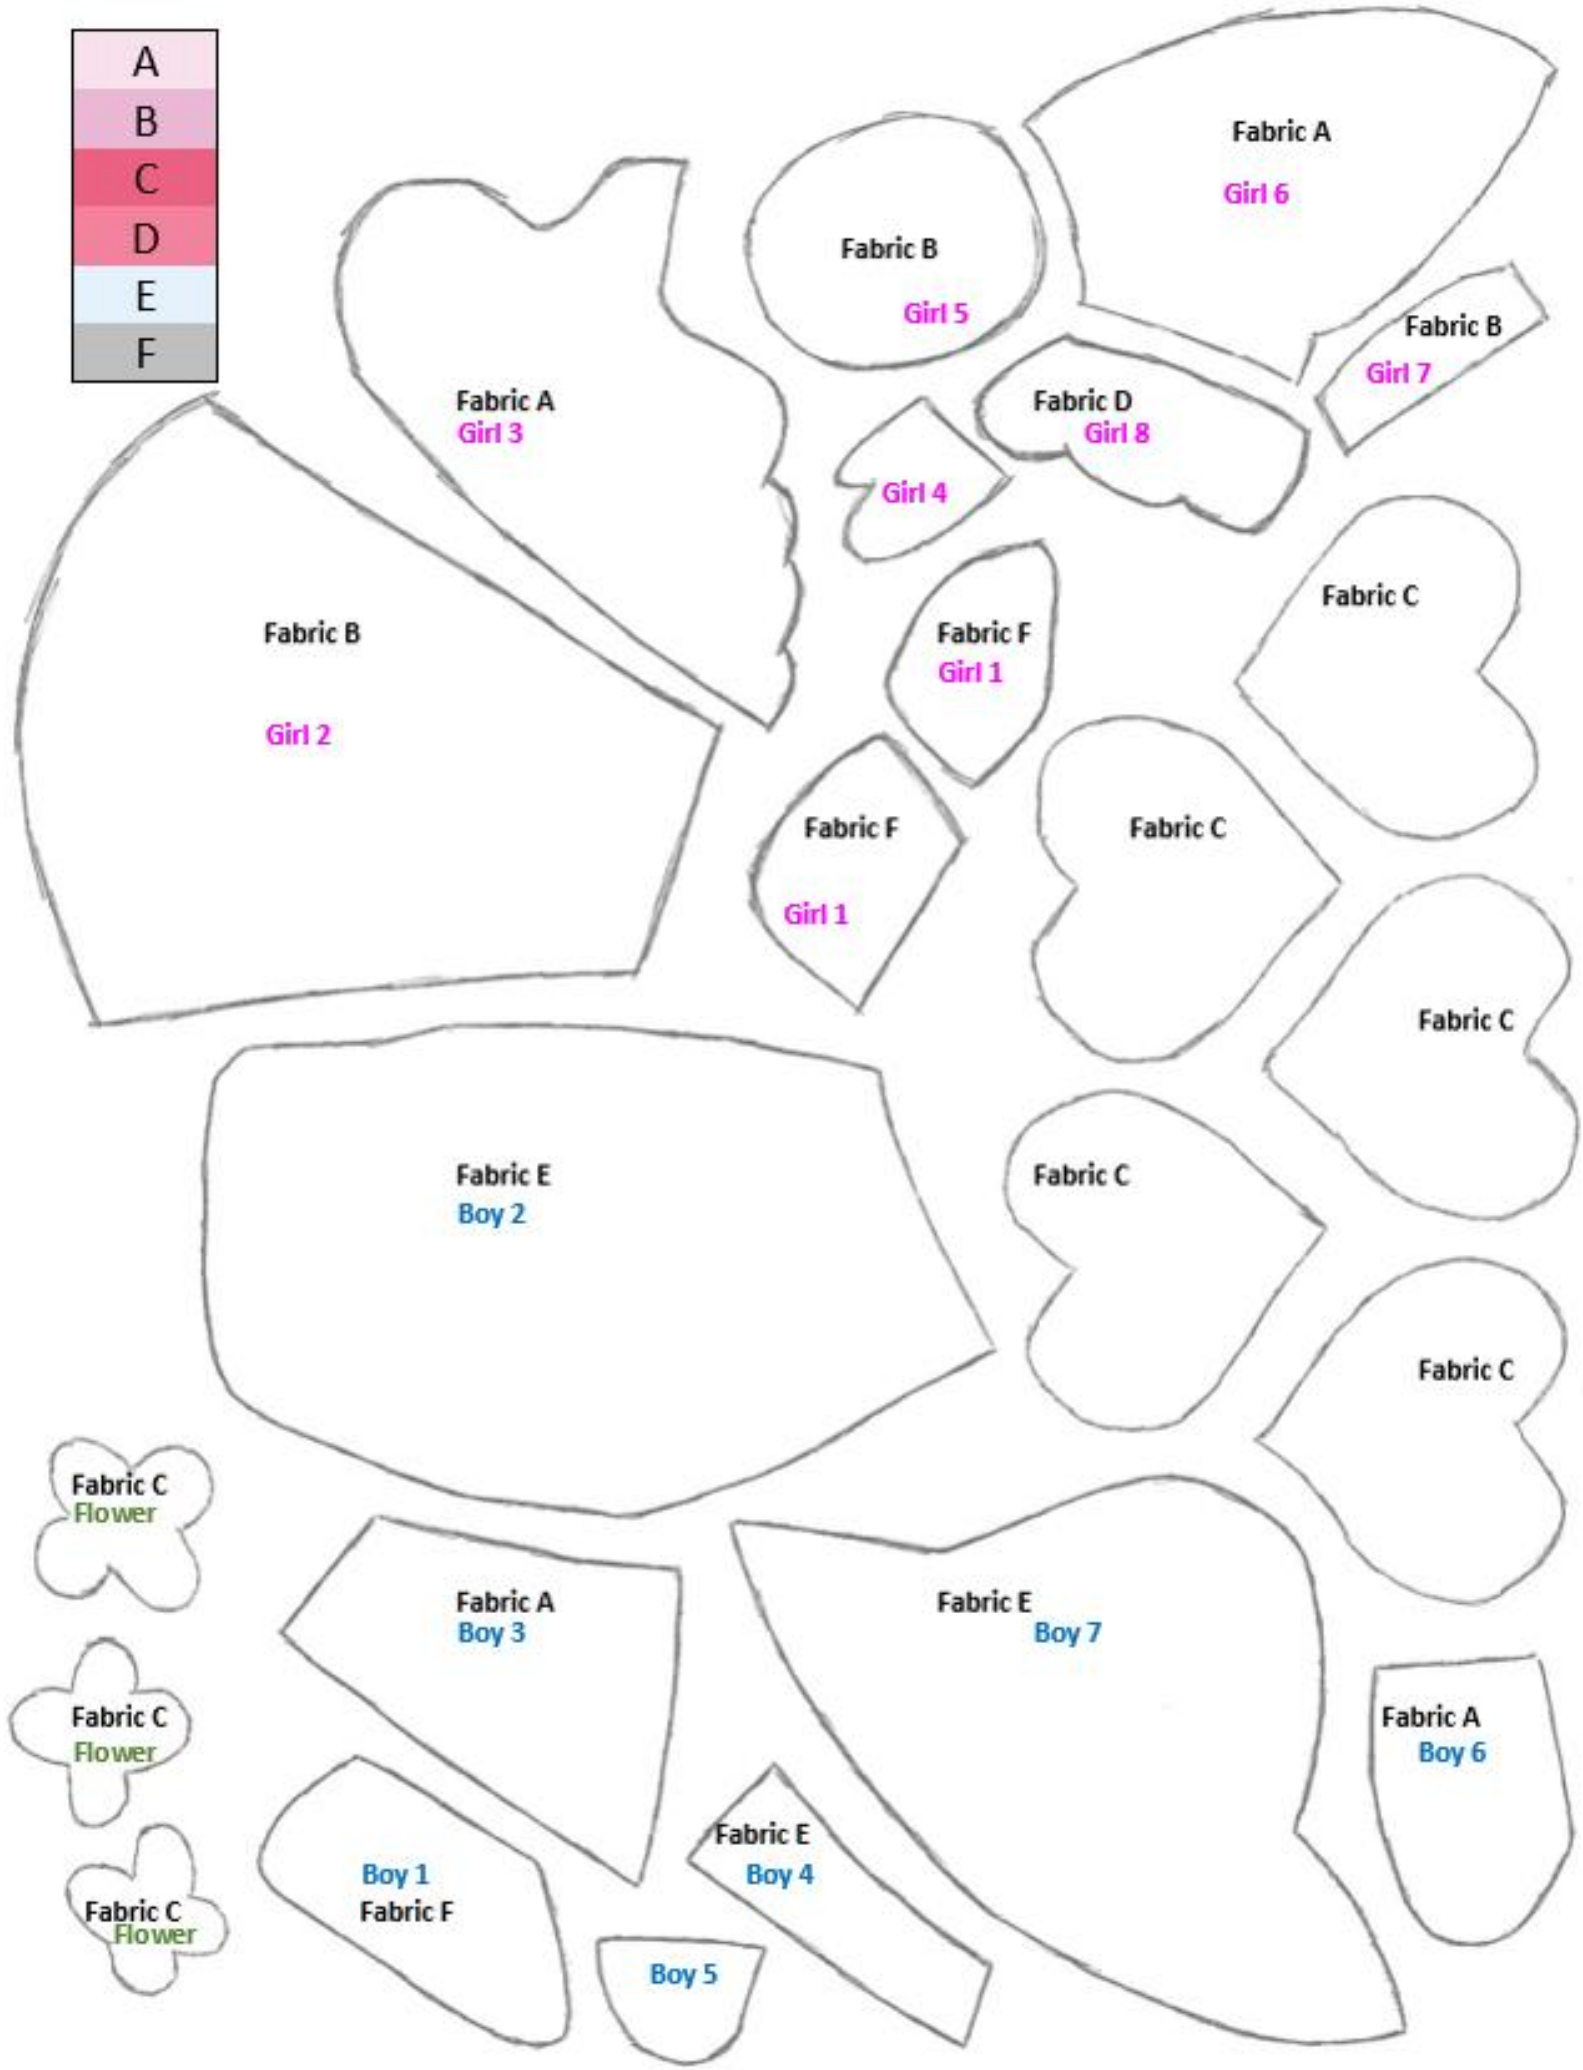 A
B
C
D
E
F
Fabric A
Girl 6
Fabric B
Girl 5
Fabric B
Girl 7
Fabric A
Girl 3
Fabric D
Girl 8
Girl 4
Fabric C
Fabric B
Girl 2
Fabric F
Girl 1
Fabric F
Girl 1
Fabric C
Fabric C
Fabric E
Boy 2
Fabric C
Fabric C
Fabric C
Flower
Fabric A
Boy 3
Fabric E
Boy 7
Fabric C
Flower
Fabric A
Boy 6
Fabric E
Boy 4
Boy 1
Fabric F
Fabric C
Flower
Boy 5